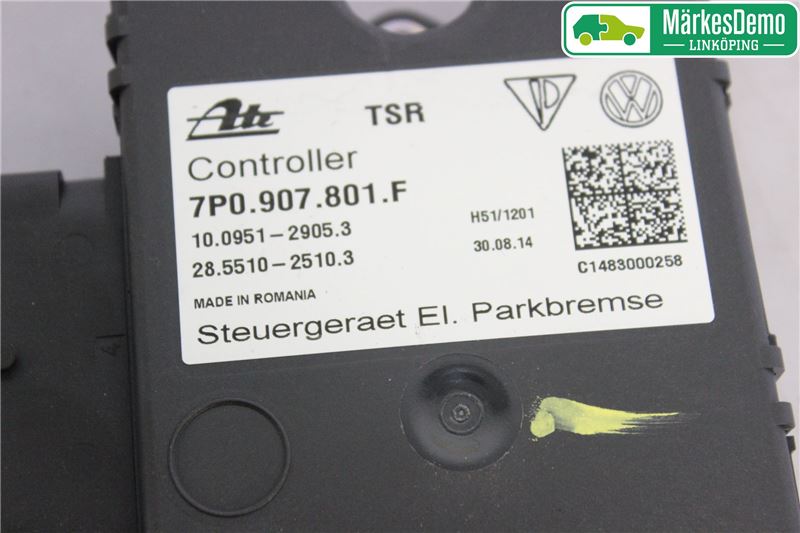 MärkesDemo
LINKÖPING
Ate TSR
Controller
7P0.907.801.F
10.0951-2905.3 H51/1201
28.5510-2510.3 30.08.14
C1483000258
MADE IN ROMANIA
Steuergeraet El. Parkbremse
4